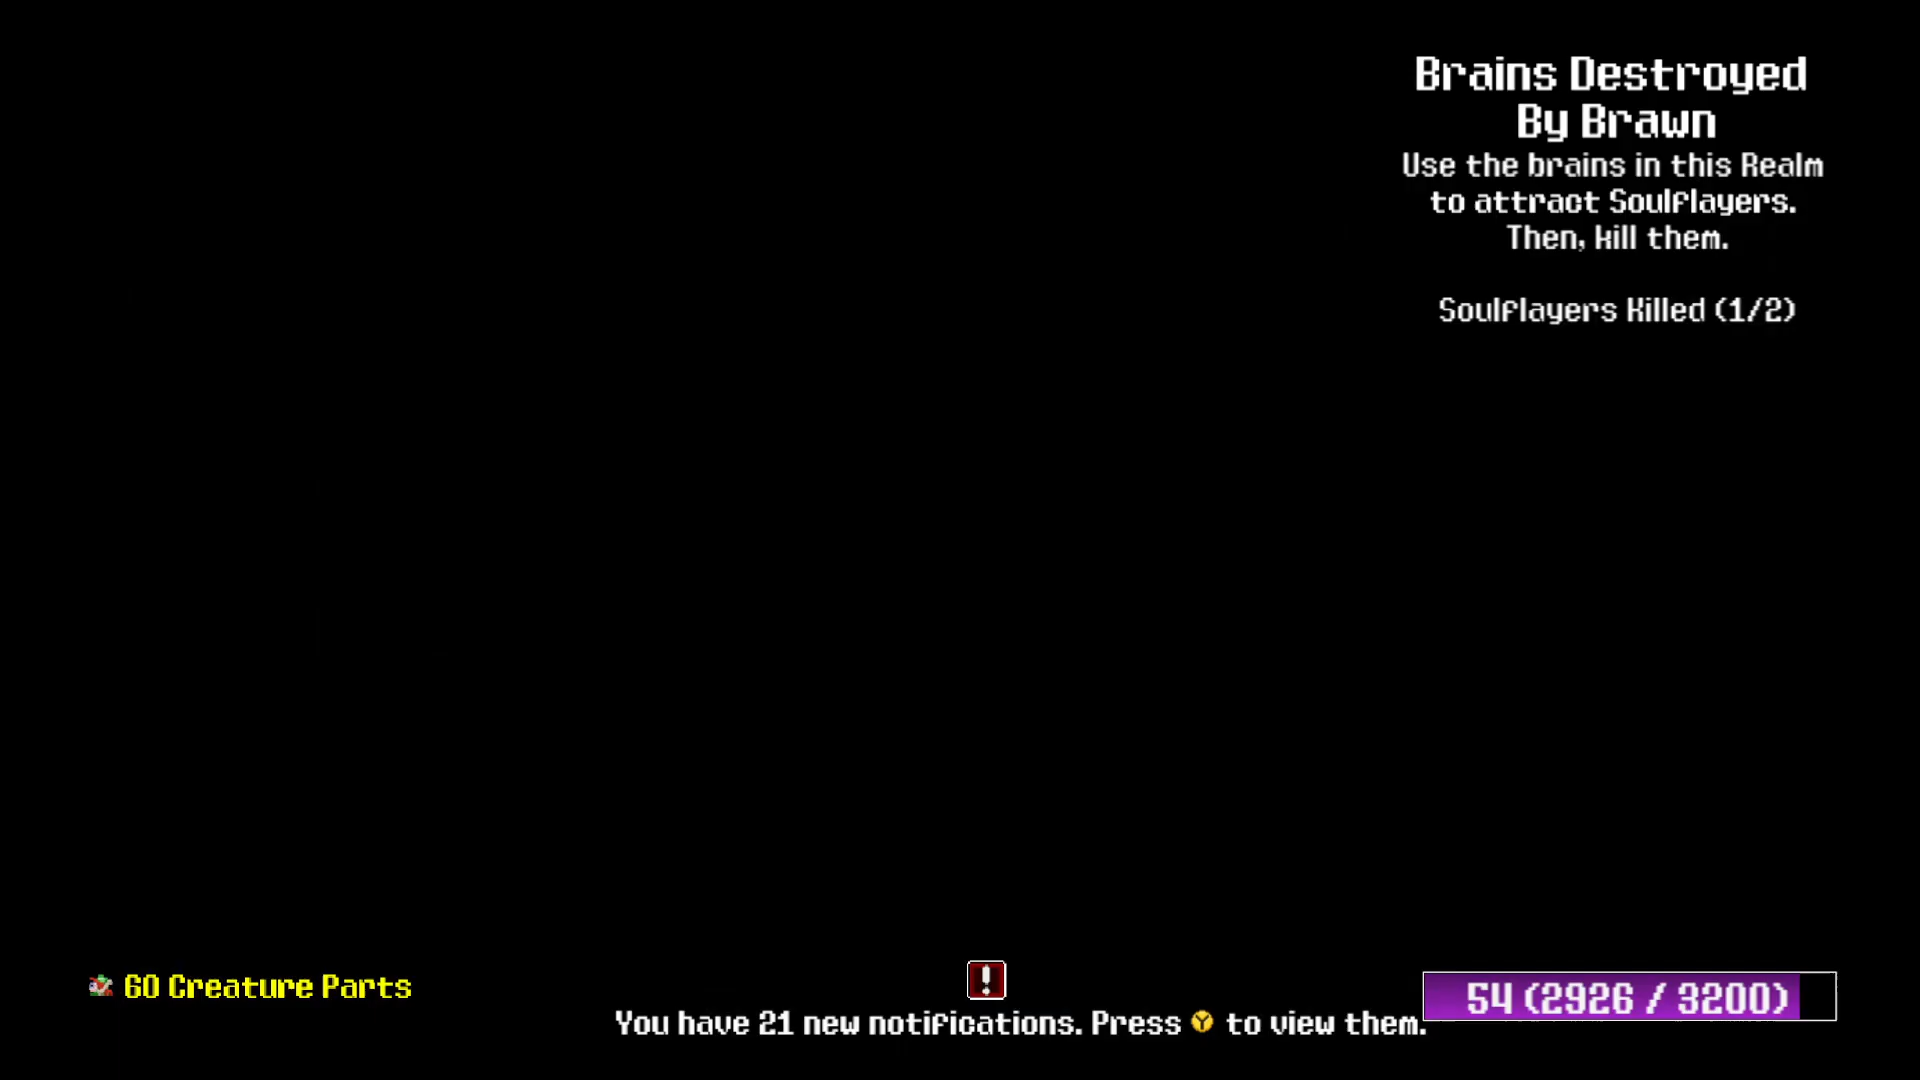 Brains Destroyed
By Brawn
Use the brains in this Realm
to attract Soulflayers.
Then, kill them.
Soulflayers Killed (1/2)
60 Creature Parts
!
You have 21 new notifications. Press Y to view them.
54 (2926 / 3200)